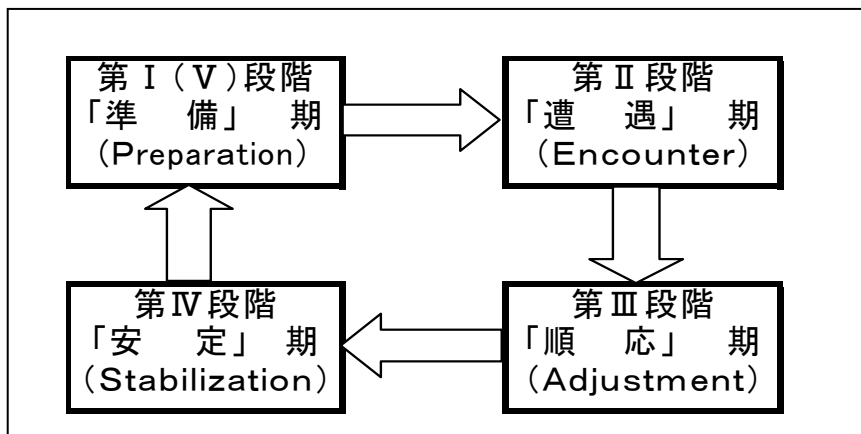 第Ⅰ(Ⅴ)段階
「準　備」期
(Preparation)
第Ⅱ段階
「遭　遇」期
(Encounter)
第Ⅲ段階
「順　応」期
(Adjustment)
第Ⅳ段階
「安　定」期
(Stabilization)